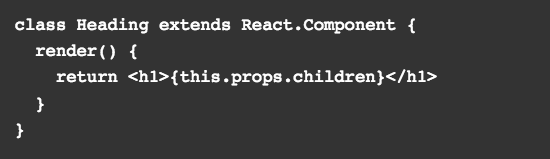 class Heading extends React.Component {
  render() {
    return <h1>{this.props.children}</h1>
  }
}